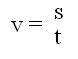 v = s
t